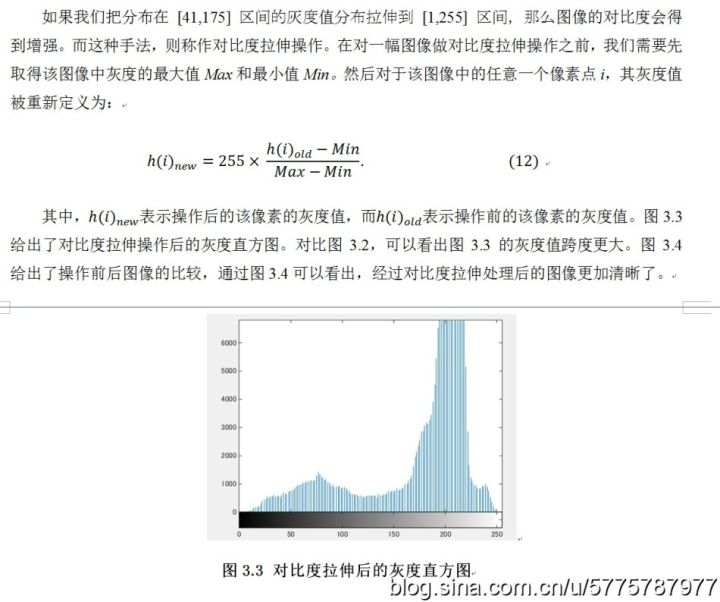 如果我们把分布在 [41,175] 区间的灰度值分布拉伸到 [1,255] 区间, 那么图像的对比度会得
到增强。而这种手法，则称作对比度拉伸操作。在对一幅图像做对比度拉伸操作之前，我们需要先
取得该图像中灰度的最大值 Max 和最小值 Min。然后对于该图像中的任意一个像素点 i，其灰度值
被重新定义为：
h(i)new = 255 × (h(i)old − Min) / (Max − Min). (12)
其中，h(i)new表示操作后的该像素的灰度值，而h(i)old表示操作前的该像素的灰度值。图 3.3
给出了对比度拉伸操作后的灰度直方图。对比图 3.2，可以看出图 3.3 的灰度值跨度更大。图 3.4
给出了操作前后图像的比较，通过图 3.4 可以看出，经过对比度拉伸处理后的图像更加清晰了。
6000
5000
4000
3000
2000
1000
0
0 50 100 150 200 250
图 3.3 对比度拉伸后的灰度直方图
blog.sina.com.cn/u/5775787977